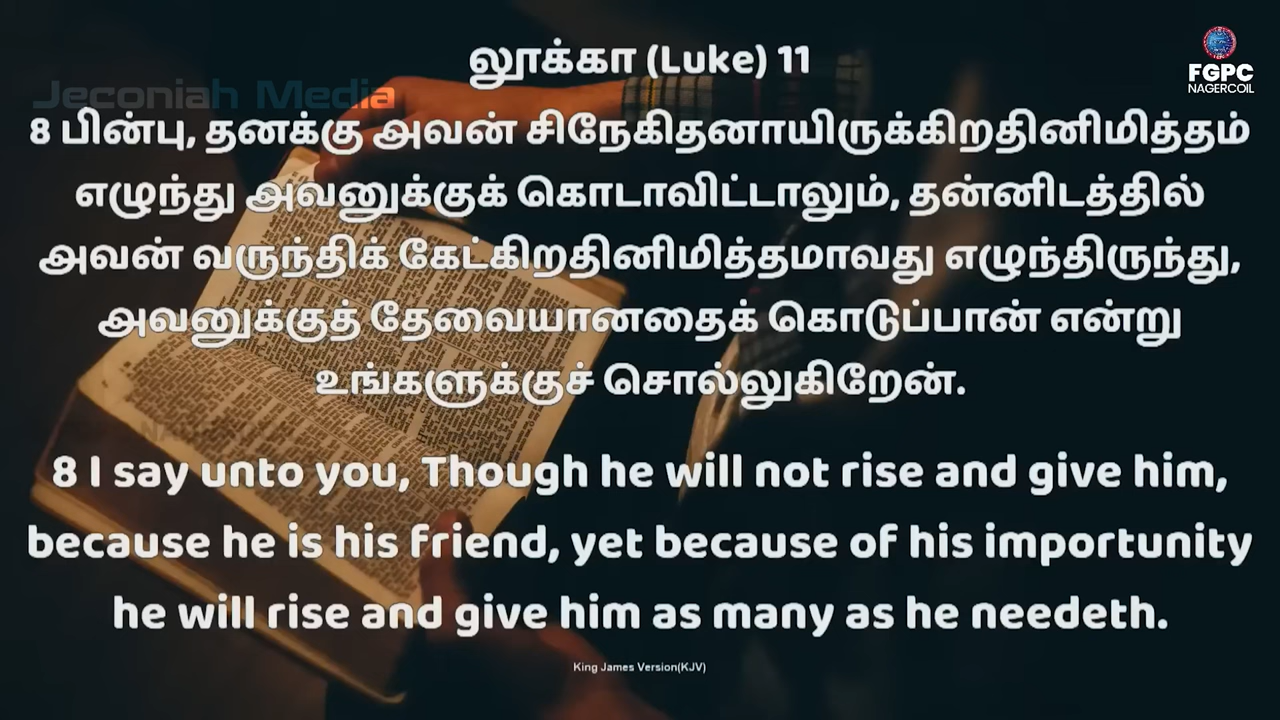 லூக்கா (Luke) 11
FGPC
NAGERCOIL
Jeconiah Media
8 பின்பு, தனக்கு அவன் சிநேகிதனாயிருக்கிறதினிமித்தம்
எழுந்து அவனுக்குக் கொடாவிட்டாலும், தன்னிடத்தில்
அவன் வருந்திக் கேட்கிறதினிமித்தமாவது எழுந்திருந்து,
அவனுக்குத் தேவையானதைக் கொடுப்பான் என்று
உங்களுக்குச் சொல்லுகிறேன்.
8 I say unto you, Though he will not rise and give him,
because he is his friend, yet because of his importunity
he will rise and give him as many as he needeth.
King James Version(KJV)